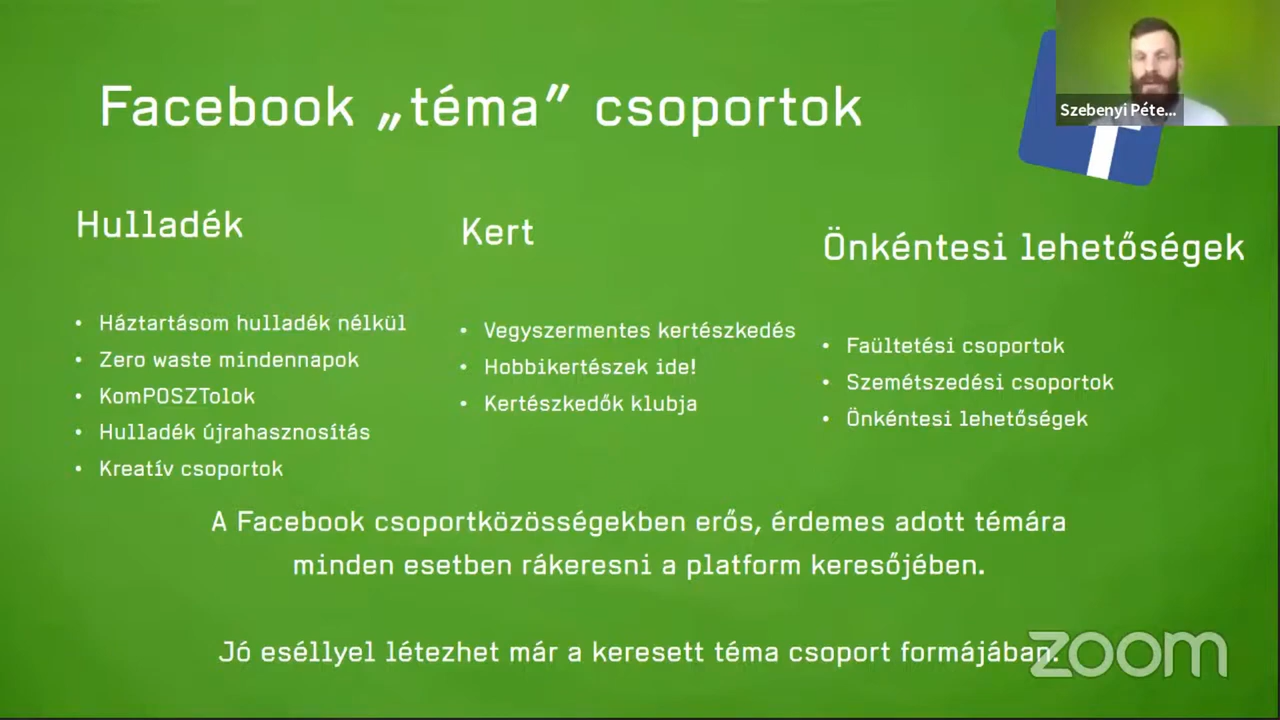 Facebook „téma” csoportok
Szebenyi Péte...
Hulladék
• Háztartásom hulladék nélkül
• Zero waste mindennapok
• KomPOSZTolok
• Hulladék újrahasznosítás
• Kreatív csoportok
Kert
• Vegyszermentes kertészkedés
• Hobbikertészek ide!
• Kertészkedők klubja
Önkéntesi lehetőségek
• Faültetési csoportok
• Szemétszedési csoportok
• Önkéntesi lehetőségek
A Facebook csoportközösségekben erős, érdemes adott témára
minden esetben rákeresni a platform keresőjében.
Jó eséllyel létezhet már a keresett téma csoport formájában.
zoom